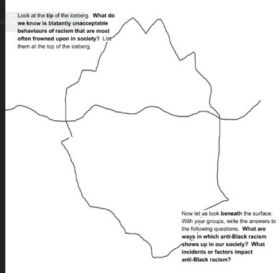 Look at the tip of the iceberg. What do
we know is blatantly unacceptable
behaviours of racism that are most
often frowned upon in society? List
them at the top of the iceberg.
Now let us look beneath the surface.
With your groups, write the answers to
the following questions. What are
ways in which anti-Black racism
shows up in our society? What
incidents or factors impact
anti-Black racism?